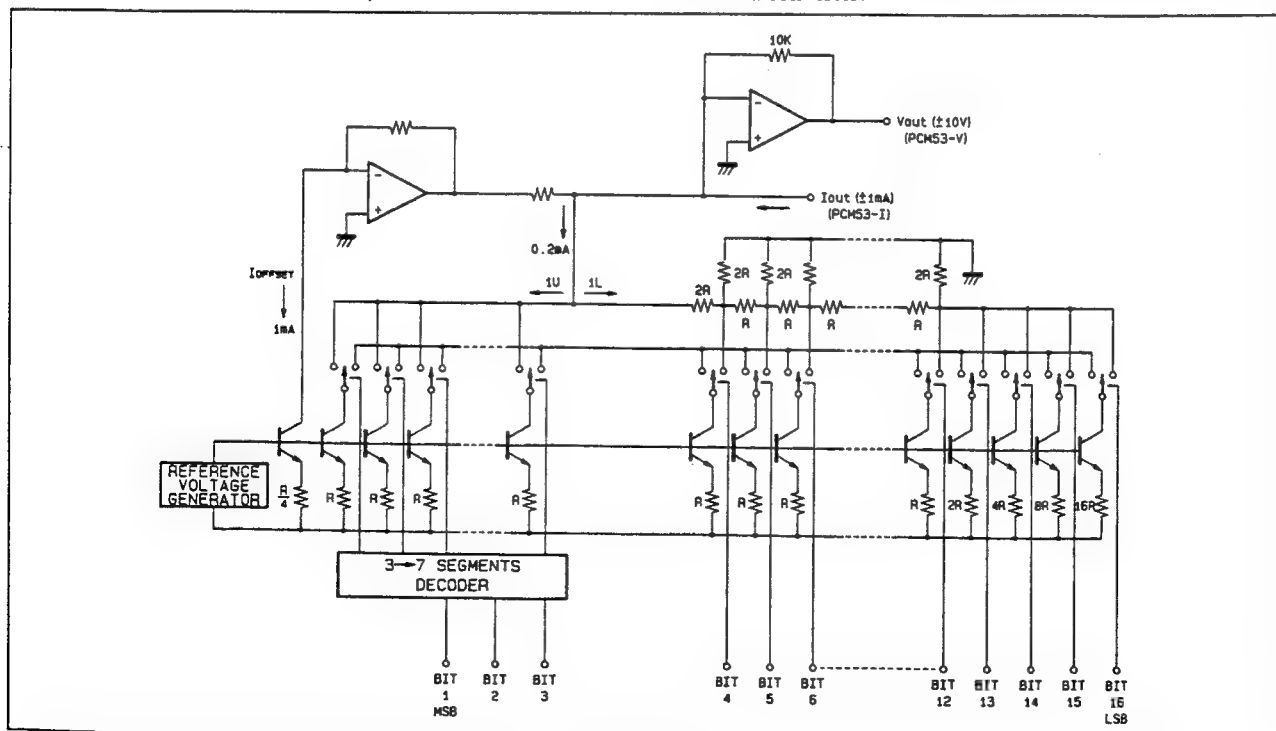 10K
Vout (±10V)
(PCM53-V)
Iout (±1mA)
(PCM53-I)
0.2mA
IOFFSET
1mA
1U 1L
2R 2R 2R
2R
R R R R
REFERENCE
VOLTAGE
GENERATOR
R/4 R R R R R R R R 2R 4R 8R 16R
3→7 SEGMENTS
DECODER
BIT 1 MSB
BIT 2
BIT 3
BIT 4
BIT 5
BIT 6
BIT 12
BIT 13
BIT 14
BIT 15
BIT 16 LSB